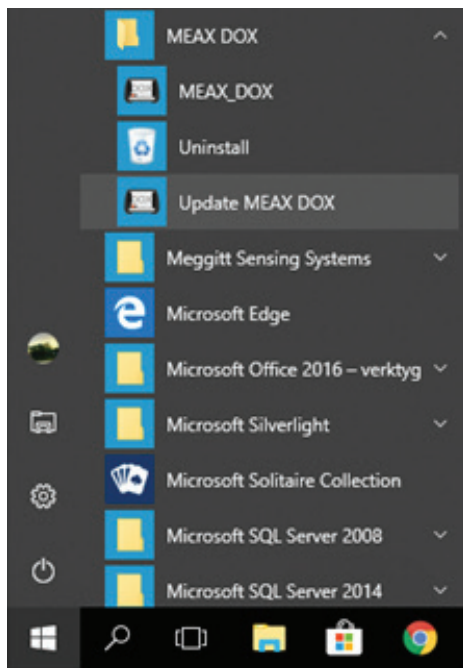 MEAX DOX
MEAX_DOX
Uninstall
Update MEAX DOX
Meggitt Sensing Systems
Microsoft Edge
Microsoft Office 2016 – verktyg
Microsoft Silverlight
Microsoft Solitaire Collection
Microsoft SQL Server 2008
Microsoft SQL Server 2014